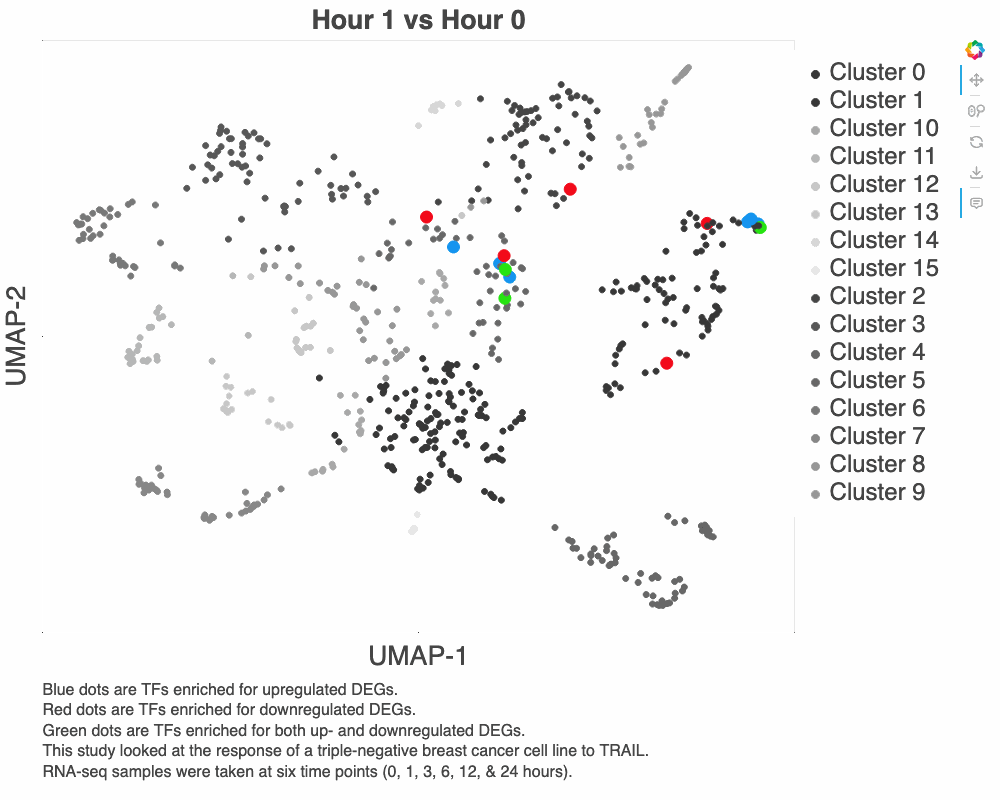 Hour 1 vs Hour 0
Cluster 0
Cluster 1
Cluster 10
Cluster 11
Cluster 12
Cluster 13
Cluster 14
Cluster 15
Cluster 2
Cluster 3
Cluster 4
Cluster 5
Cluster 6
Cluster 7
Cluster 8
Cluster 9
UMAP-2
UMAP-1
Blue dots are TFs enriched for upregulated DEGs.
Red dots are TFs enriched for downregulated DEGs.
Green dots are TFs enriched for both up- and downregulated DEGs.
This study looked at the response of a triple-negative breast cancer cell line to TRAIL.
RNA-seq samples were taken at six time points (0, 1, 3, 6, 12, & 24 hours).